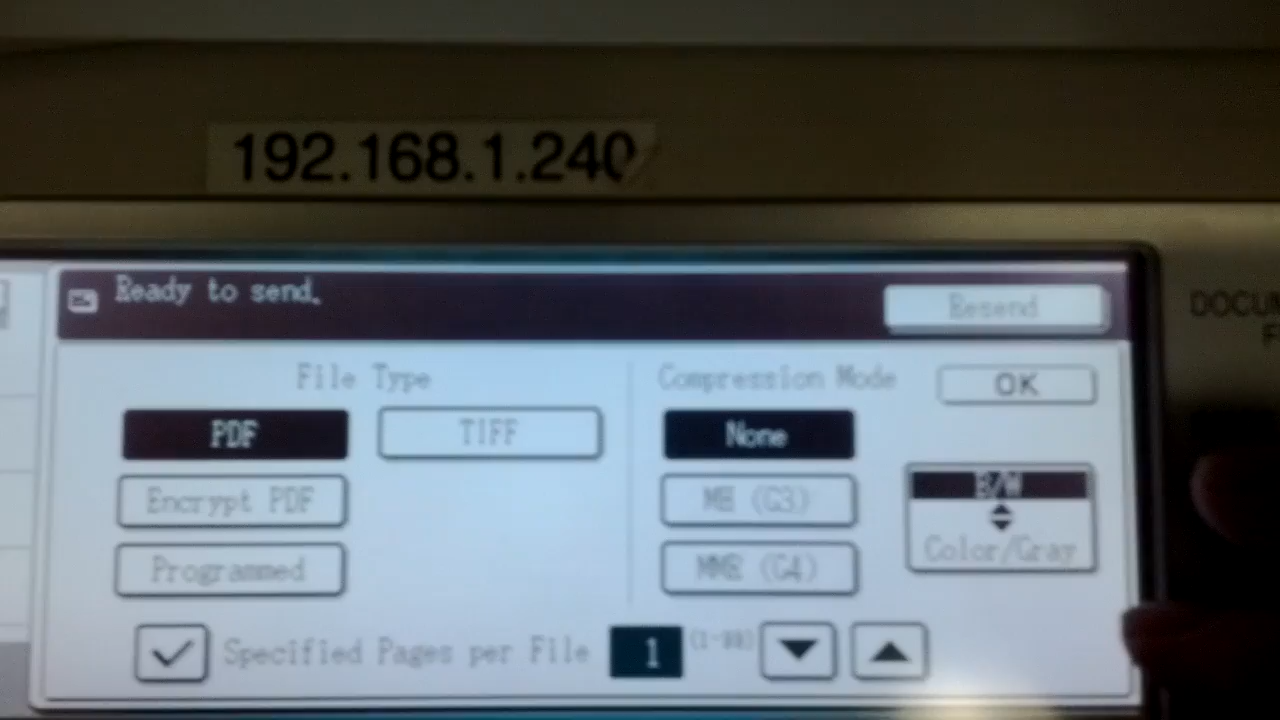 192.168.1.240
Ready to send.
Resend
DOCU
F
File Type
Compression Mode
OK
PDF
TIFF
None
Encrypt PDF
MH (G3)
B/W
Programmed
MMR (G4)
Color/Gray
Specified Pages per File
1
(1-99)